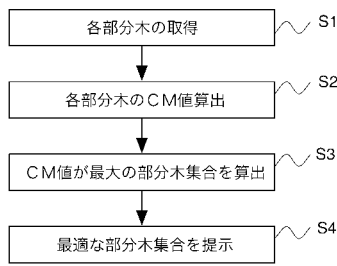 各部分木の取得
S1
各部分木のCM値算出
S2
CM値が最大の部分木集合を算出
S3
最適な部分木集合を提示
S4